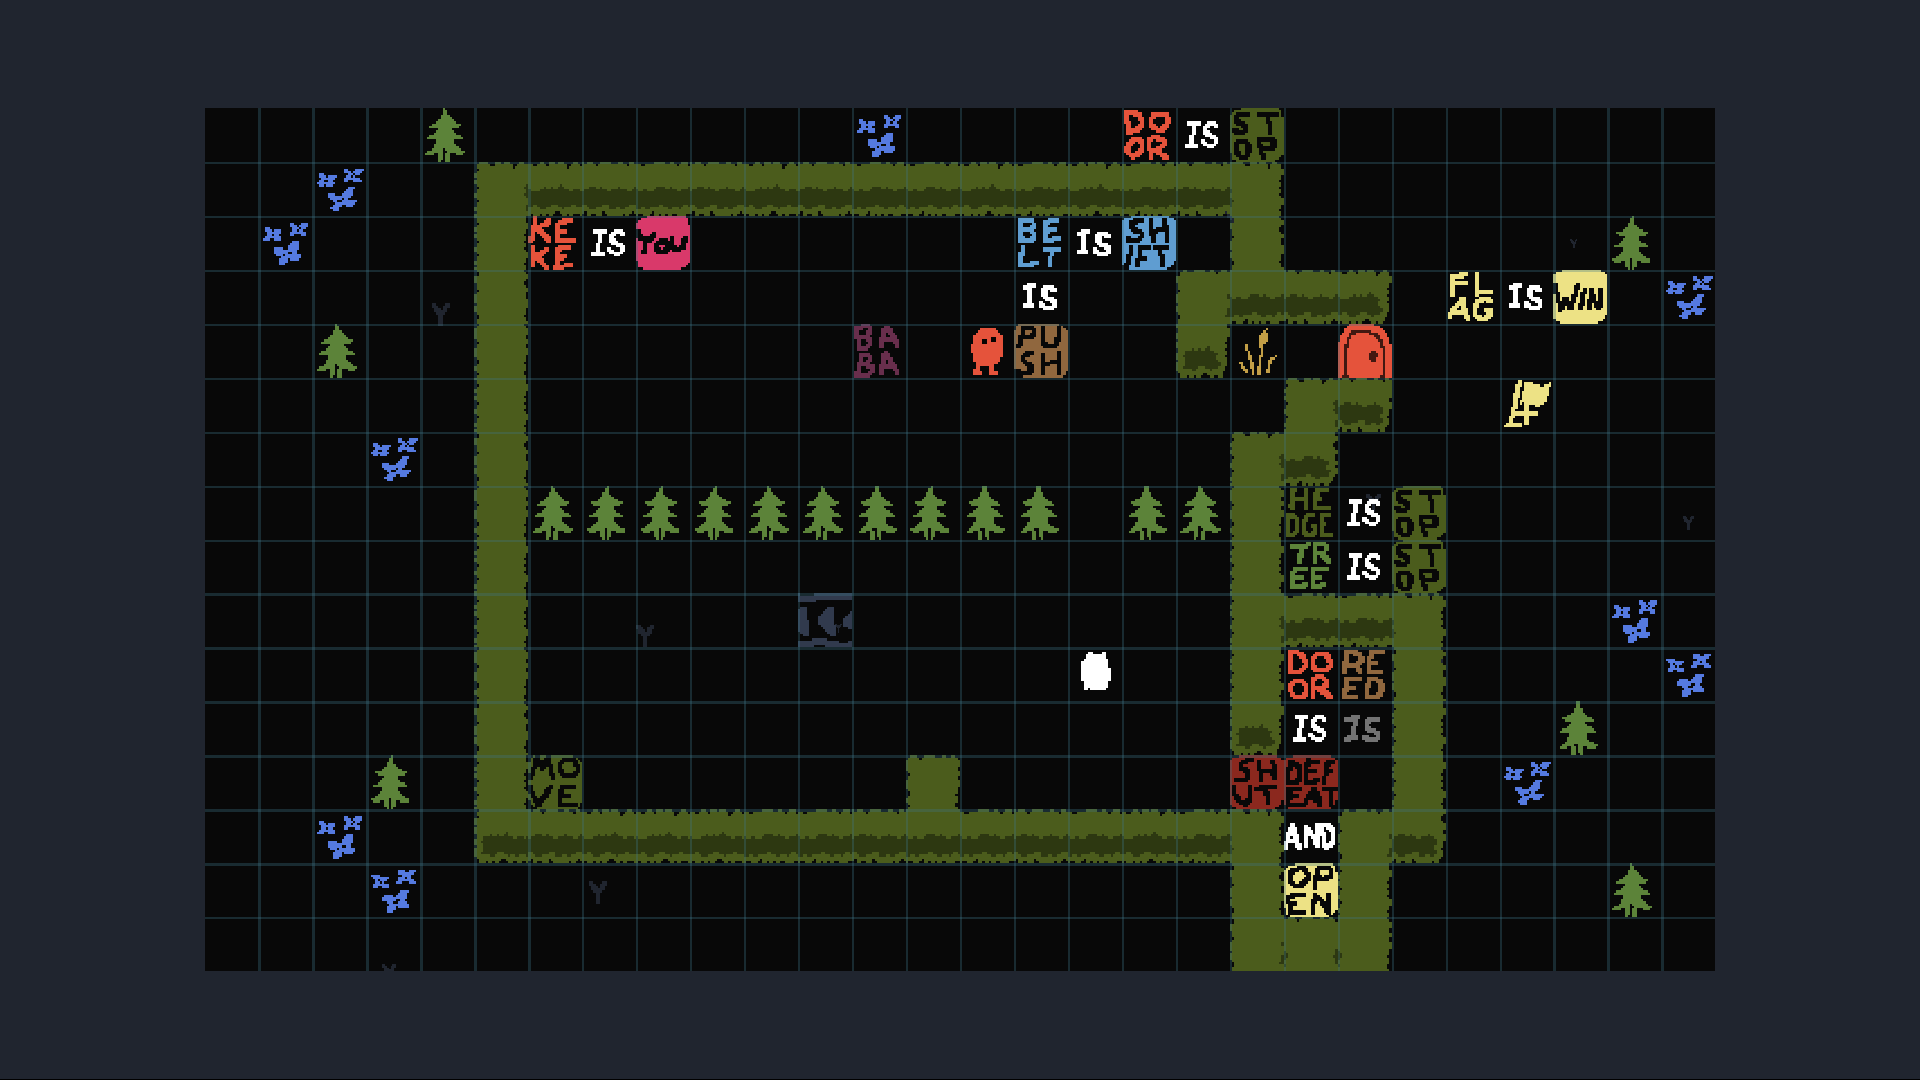 DOOR IS STOP
KEKE IS YOU BELT IS SHIFT
IS FLAG IS WIN
BABA PUSH
HEDGE IS STOP
TREE IS STOP
DOOR REED
IS IS
MOVE SHUT DEFEAT
AND
OPEN